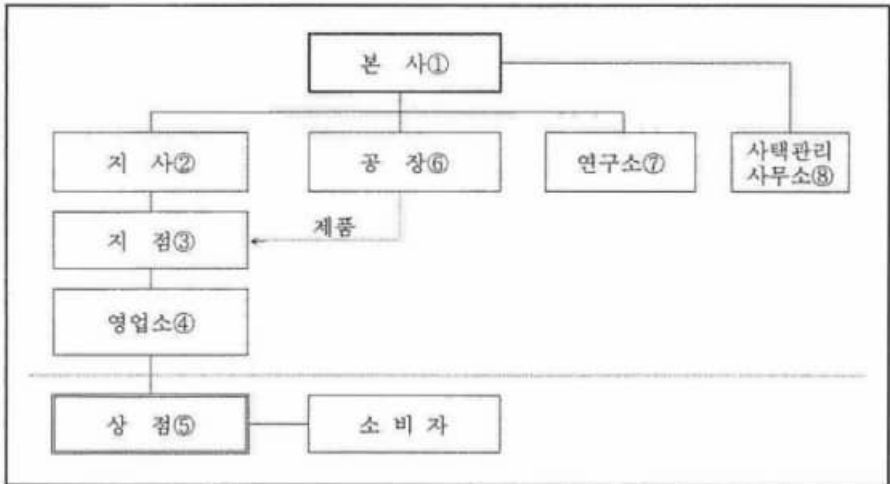 본 사①
지 사②
공 장⑥
연구소⑦
사택관리
사무소⑧
지 점③
제품
영업소④
상 점⑤
소 비 자